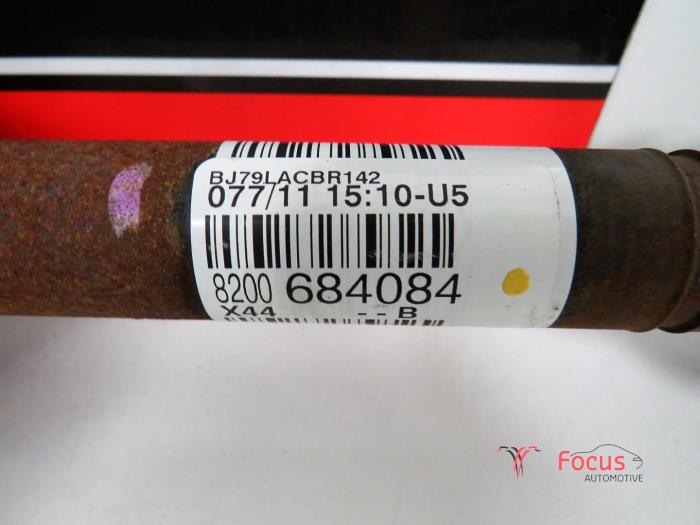 BJ79LACBR142
077/11 15:10-U5
8200 684084
X44 - - B
Focus
AUTOMOTIVE